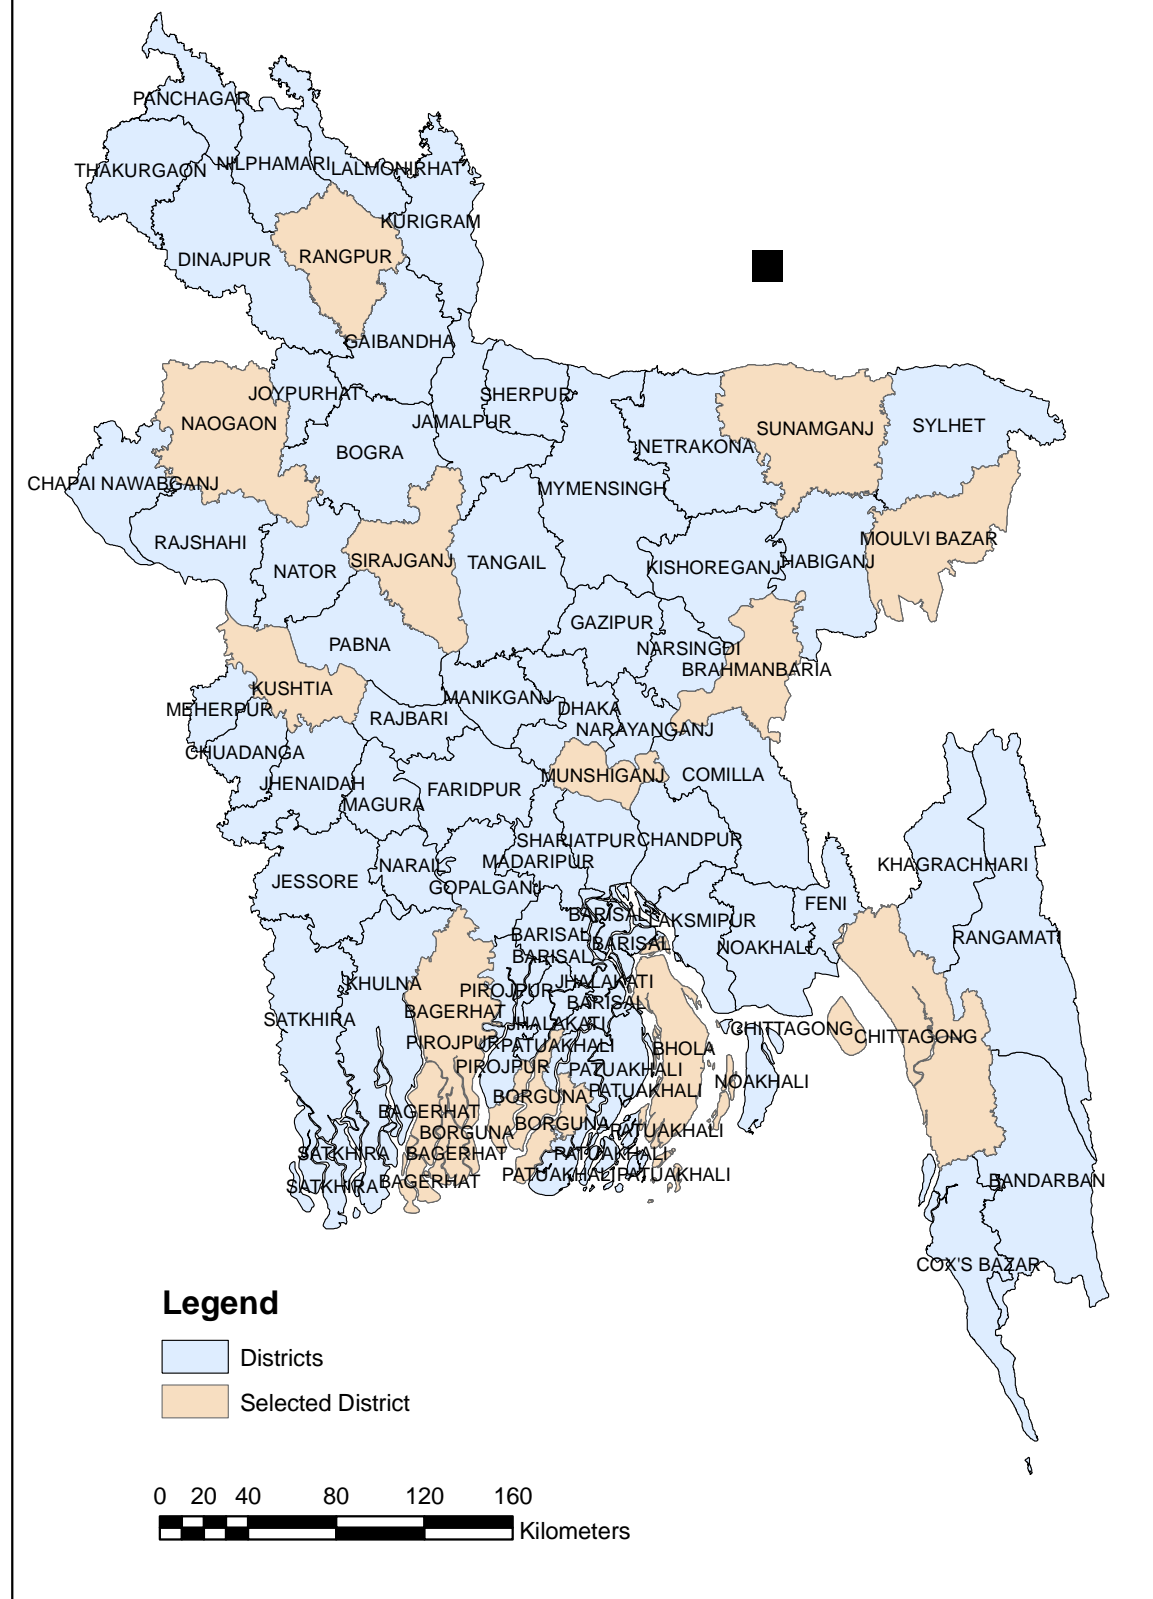 PANCHAGAR
THAKURGAON
NILPHAMARI
LALMONIRHAT
KURIGRAM
DINAJPUR
RANGPUR
GAIBANDHA
JOYPURHAT
SHERPUR
NAOGAON
JAMALPUR
SUNAMGANJ
SYLHET
BOGRA
NETRAKONA
CHAPAI NAWABGANJ
MYMENSINGH
RAJSHAHI
MOULVI BAZAR
SIRAJGANJ
TANGAIL
NATOR
KISHOREGANJ
HABIGANJ
GAZIPUR
PABNA
NARSINGDI
BRAHMANBARIA
KUSHTIA
MANIKGANJ
MEHERPUR
DHAKA
RAJBARI
NARAYANGANJ
CHUADANGA
MUNSHIGANJ
COMILLA
JHENAIDAH
FARIDPUR
MAGURA
SHARIATPUR
CHANDPUR
MADARIPUR
NARAIL
KHAGRACHHARI
JESSORE
GOPALGANJ
FENI
BARISAL
LAKSMIPUR
BARISAL
BARISAL
NOAKHALI
RANGAMATI
BARISAL
KHULNA
JHALAKATI
PIROJPUR
BARISAL
BAGERHAT
SATKHIRA
JHALAKATI
CHITTAGONG
CHITTAGONG
PIROJPUR
PATUAKHALI
BHOLA
PIROJPUR
PATUAKHALI
NOAKHALI
PATUAKHALI
BORGUNA
BAGERHAT
BORGUNA
BORGUNA
PATUAKHALI
SATKHIRA
BAGERHAT
PATUAKHALI
PATUAKHALI
PATUAKHALI
BAGERHAT
SATKHIRA
BANDARBAN
COX'S BAZAR
Legend
Districts
Selected District
0 20 40 80 120 160
Kilometers